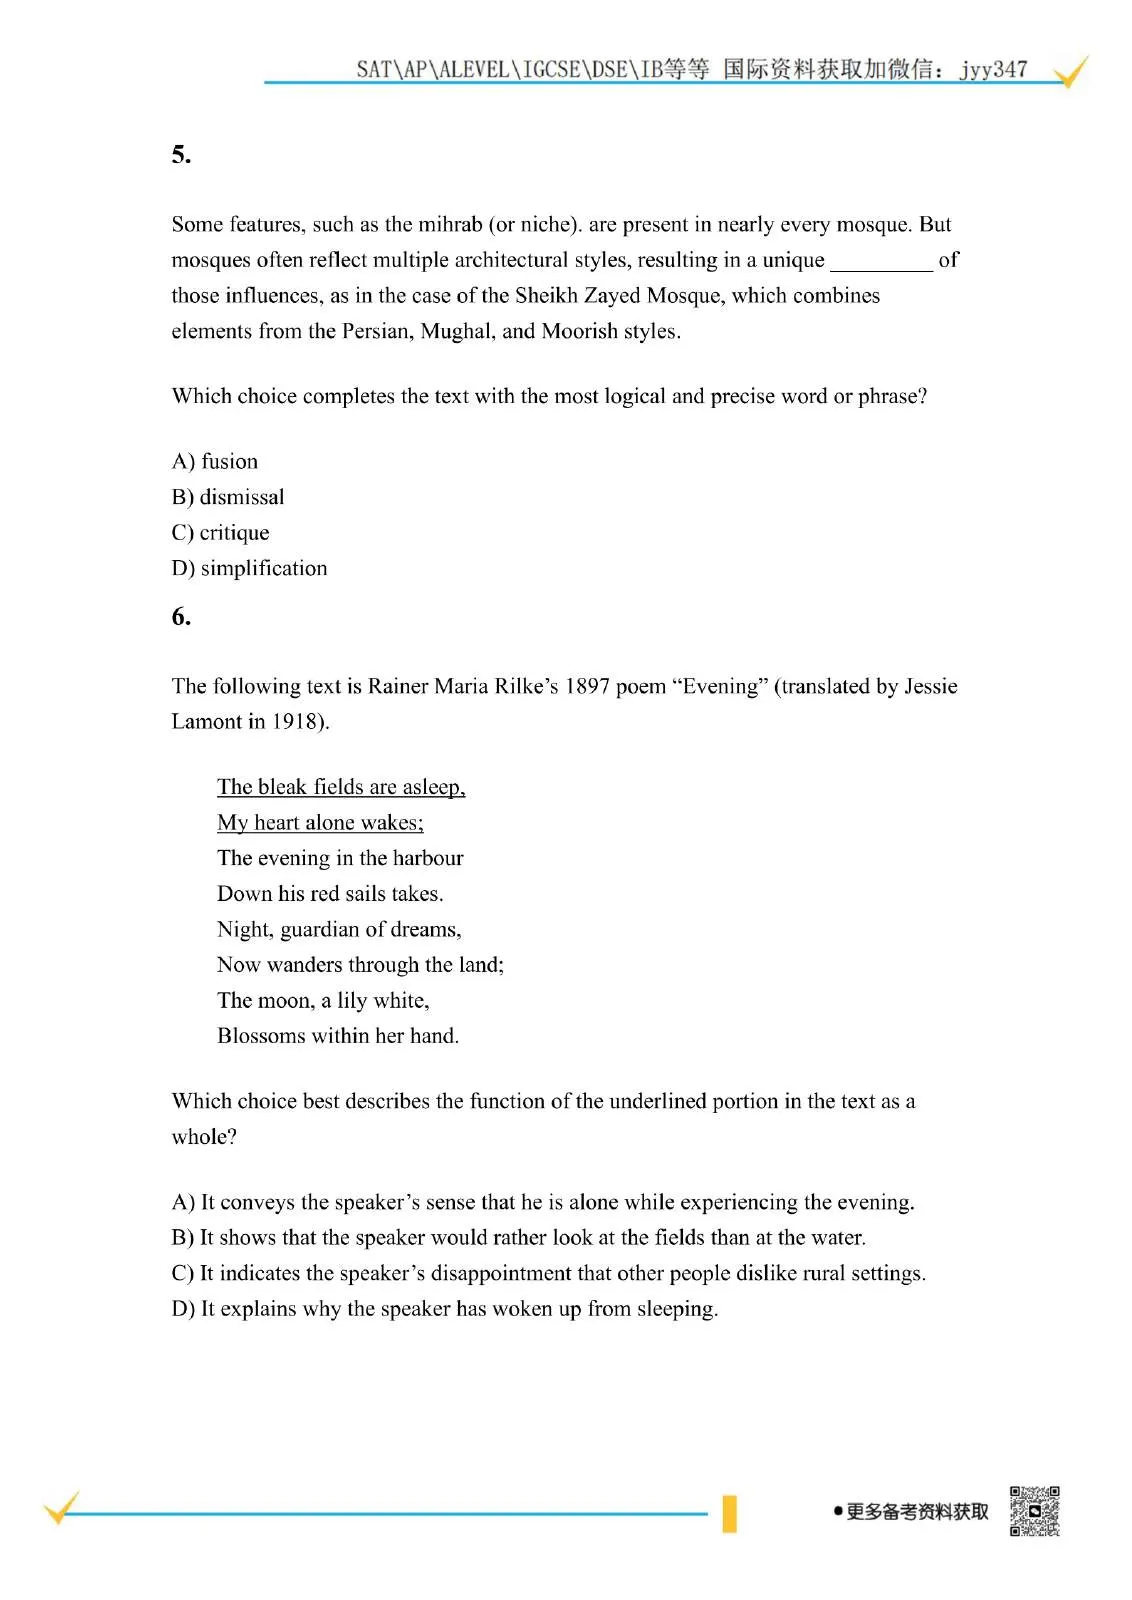 SAT\AP\ALEVEL\IGCSE\DSE\IB等等 国际资料获取加微信：jyy347
5.
Some features, such as the mihrab (or niche). are present in nearly every mosque. But
mosques often reflect multiple architectural styles, resulting in a unique _________ of
those influences, as in the case of the Sheikh Zayed Mosque, which combines
elements from the Persian, Mughal, and Moorish styles.
Which choice completes the text with the most logical and precise word or phrase?
A) fusion
B) dismissal
C) critique
D) simplification
6.
The following text is Rainer Maria Rilke’s 1897 poem “Evening” (translated by Jessie
Lamont in 1918).
The bleak fields are asleep,
My heart alone wakes;
The evening in the harbour
Down his red sails takes.
Night, guardian of dreams,
Now wanders through the land;
The moon, a lily white,
Blossoms within her hand.
Which choice best describes the function of the underlined portion in the text as a
whole?
A) It conveys the speaker’s sense that he is alone while experiencing the evening.
B) It shows that the speaker would rather look at the fields than at the water.
C) It indicates the speaker’s disappointment that other people dislike rural settings.
D) It explains why the speaker has woken up from sleeping.
•更多备考资料获取